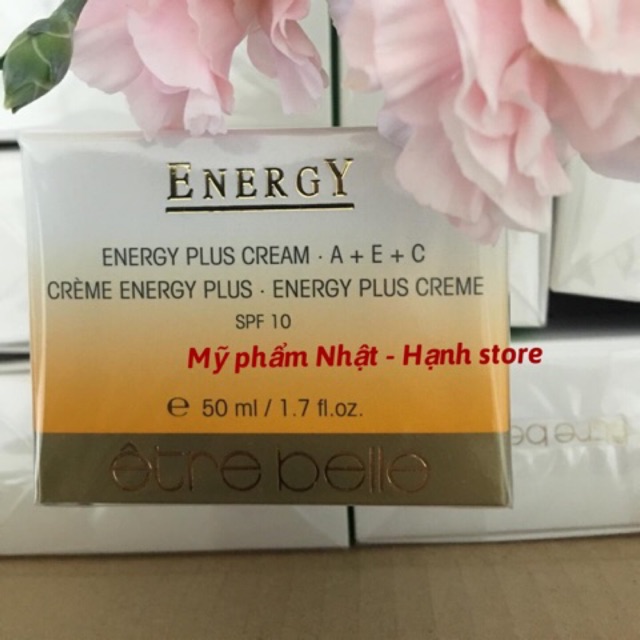 ENERGY
ENERGY PLUS CREAM · A + E + C
CRÈME ENERGY PLUS · ENERGY PLUS CREME
SPF 10
Mỹ phẩm Nhật - Hạnh store
℮ 50 ml / 1.7 fl.oz.
être belle